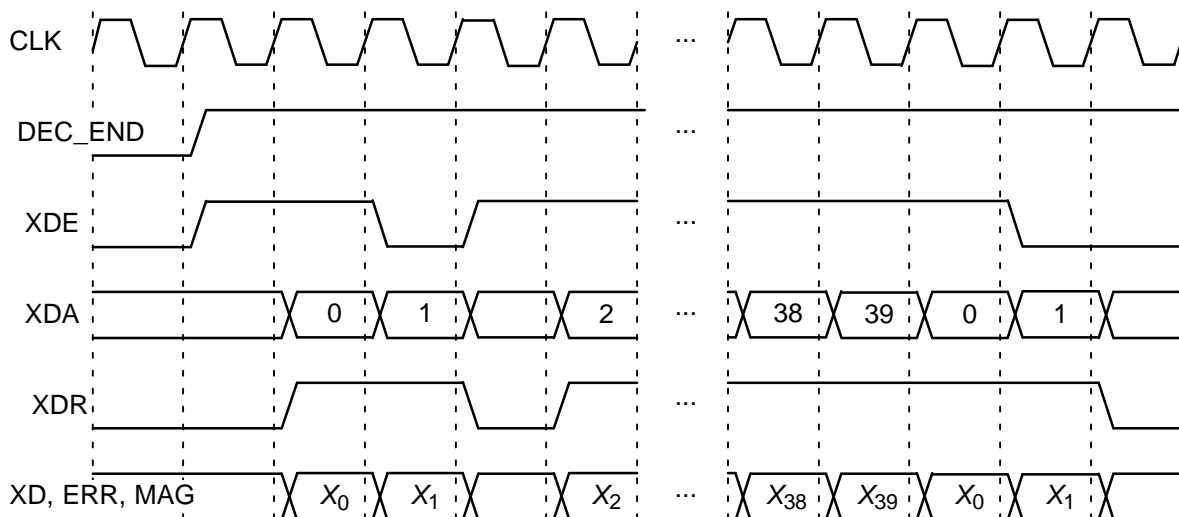 CLK ...
DEC_END ...
XDE ...
XDA 0 1 2 ... 38 39 0 1
XDR ...
XD, ERR, MAG X0 X1 X2 ... X38 X39 X0 X1